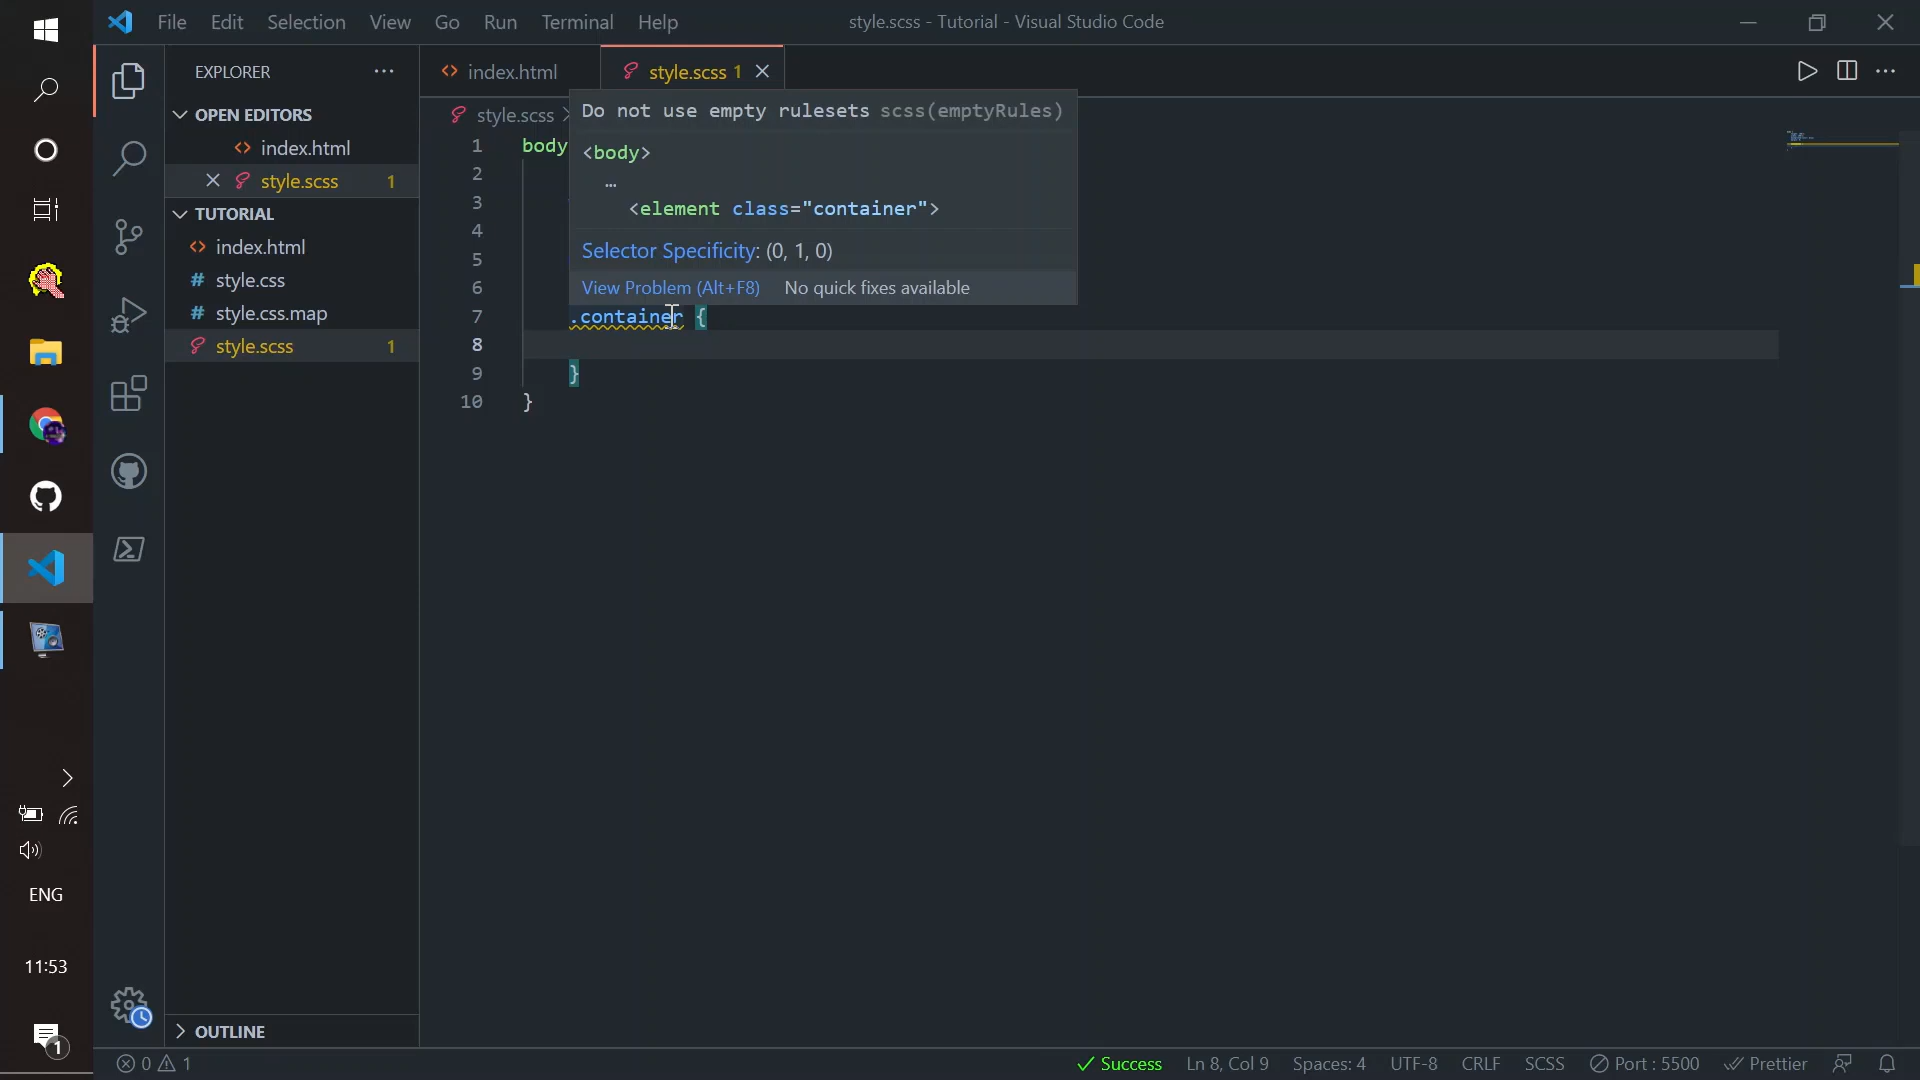 File Edit Selection View Go Run Terminal Help style.scss - Tutorial - Visual Studio Code
EXPLORER
index.html
style.scss 1
OPEN EDITORS
index.html
style.scss 1
TUTORIAL
index.html
style.css
style.css.map
style.scss 1
OUTLINE
style.scss >
Do not use empty rulesets scss(emptyRules)
<body>
…
<element class="container">
Selector Specificity: (0, 1, 0)
View Problem (Alt+F8) No quick fixes available
1 body
2
3
4
5
6
7 .container {
8
9 }
10 }
ENG
11:53
1
0 1 Success Ln 8, Col 9 Spaces: 4 UTF-8 CRLF SCSS Port : 5500 Prettier